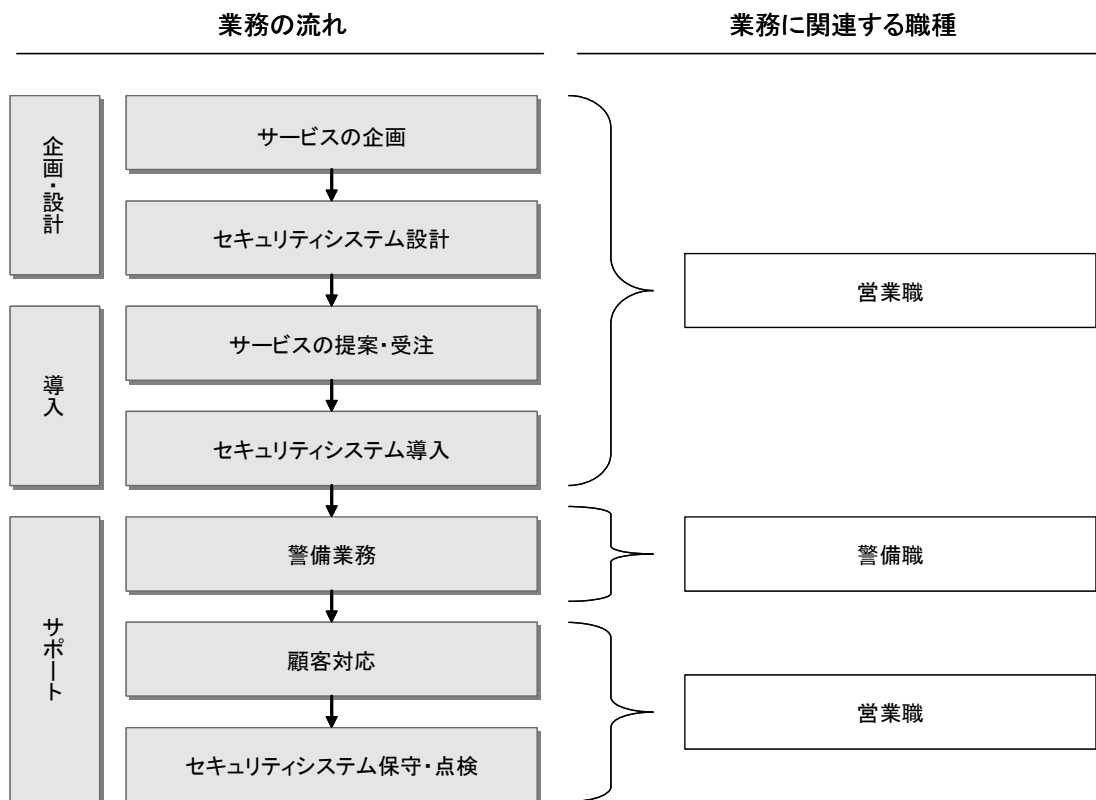 業務の流れ
業務に関連する職種
企画・設計
サービスの企画
セキュリティシステム設計
営業職
導入
サービスの提案・受注
セキュリティシステム導入
サポート
警備業務
警備職
顧客対応
営業職
セキュリティシステム保守・点検